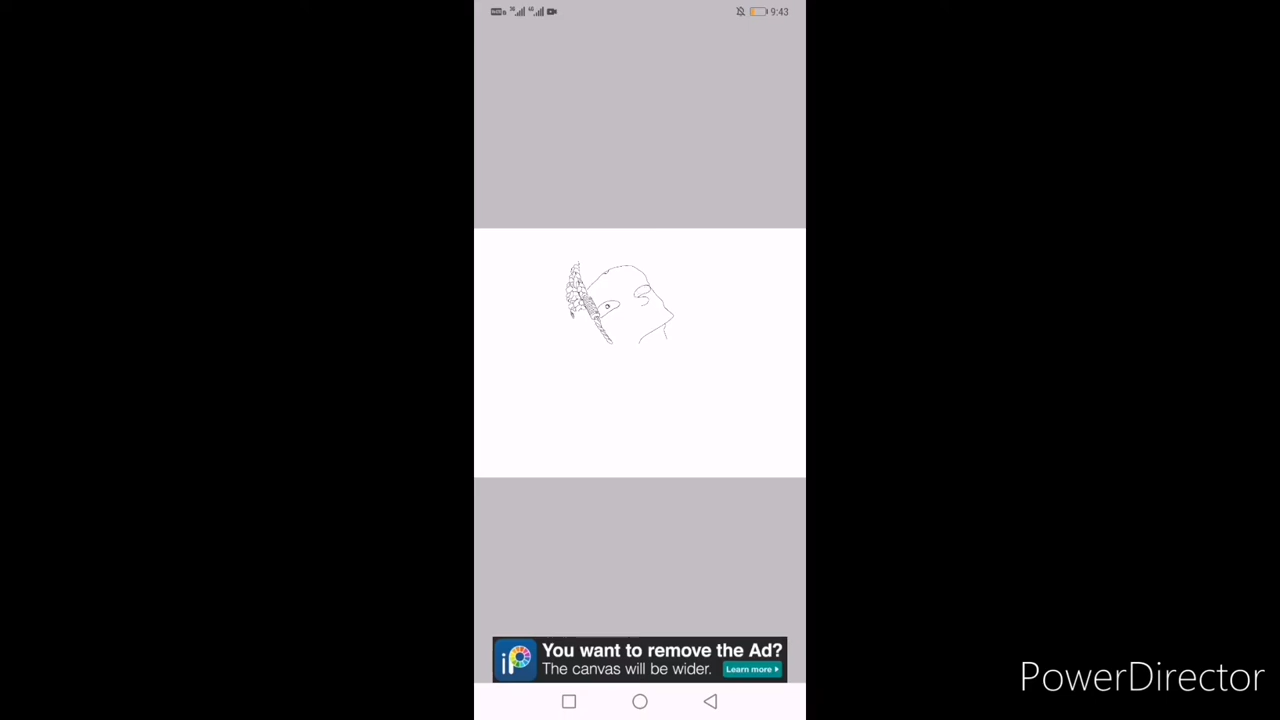 9:43
You want to remove the Ad?
The canvas will be wider.
Learn more
PowerDirector